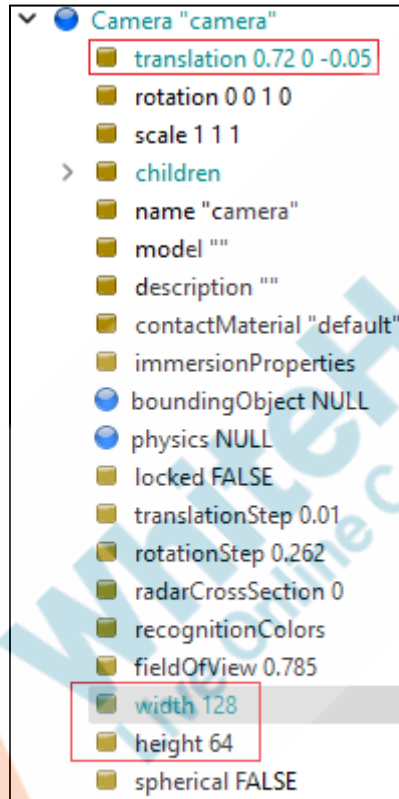 Camera "camera"
translation 0.72 0 -0.05
rotation 0 0 1 0
scale 1 1 1
children
name "camera"
model ""
description ""
contactMaterial "default"
immersionProperties
boundingObject NULL
physics NULL
locked FALSE
translationStep 0.01
rotationStep 0.262
radarCrossSection 0
recognitionColors
fieldOfView 0.785
width 128
height 64
spherical FALSE